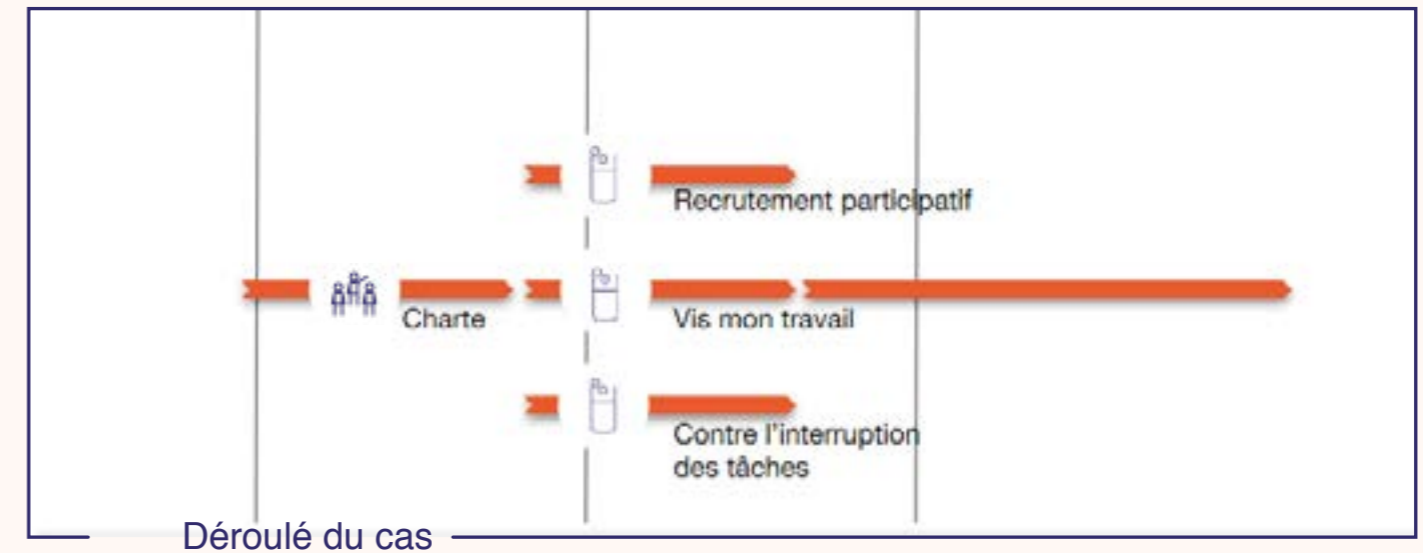 Recrutement participatif
Charte
Vis mon travail
Contre l'interruption
des tâches
Déroulé du cas